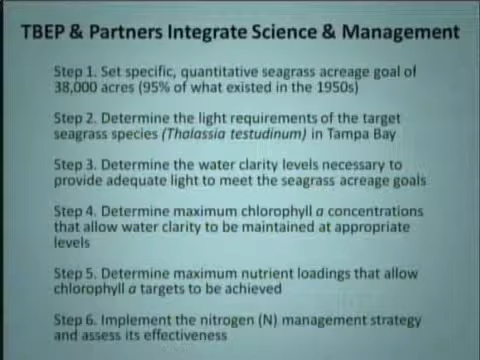 TBEP & Partners Integrate Science & Management
Step 1. Set specific, quantitative seagrass acreage goal of
38,000 acres (95% of what existed in the 1950s)
Step 2. Determine the light requirements of the target
seagrass species (Thalassia testudinum) in Tampa Bay
Step 3. Determine the water clarity levels necessary to
provide adequate light to meet the seagrass acreage goals
Step 4. Determine maximum chlorophyll a concentrations
that allow water clarity to be maintained at appropriate
levels
Step 5. Determine maximum nutrient loadings that allow
chlorophyll a targets to be achieved
Step 6. Implement the nitrogen (N) management strategy
and assess its effectiveness